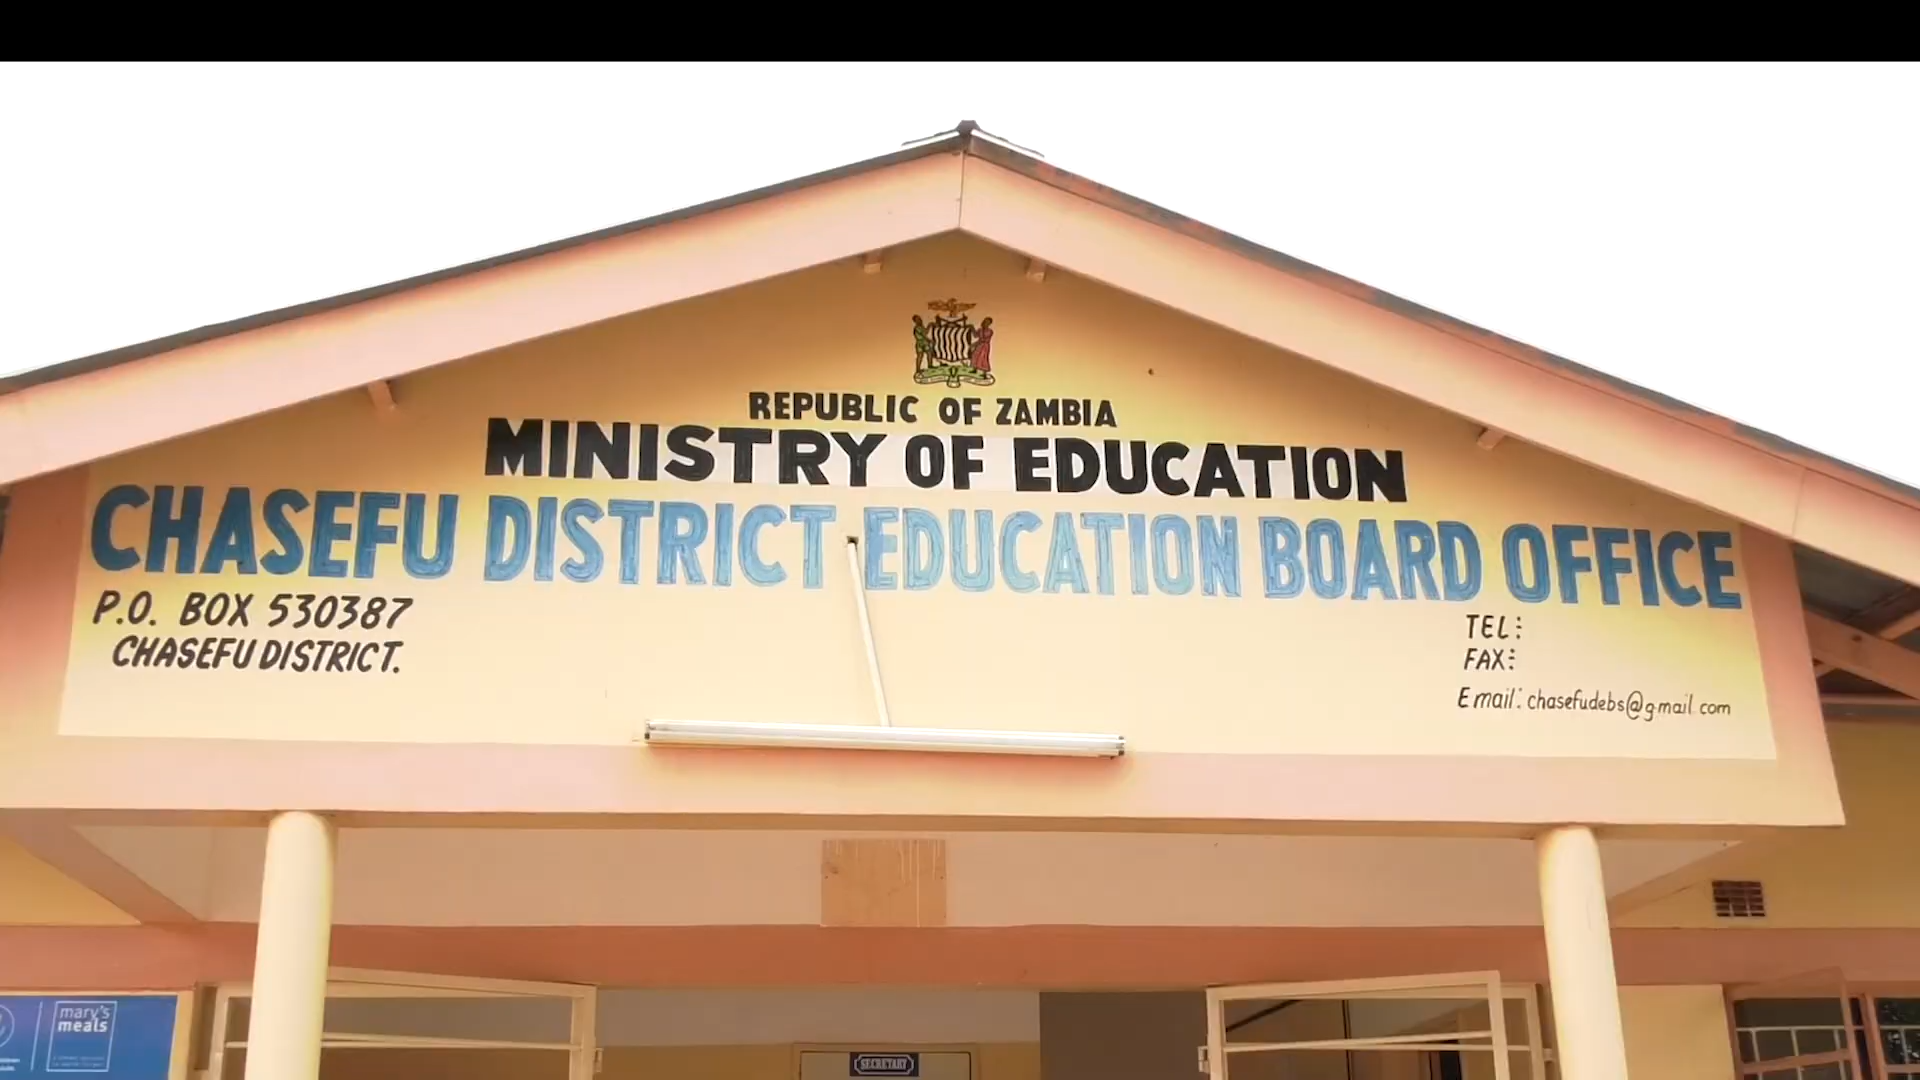 REPUBLIC OF ZAMBIA
MINISTRY OF EDUCATION
CHASEFU DISTRICT EDUCATION BOARD OFFICE
P.O. BOX 530387
CHASEFU DISTRICT.
TEL:
FAX:
Email: chasefudebs@gmail.com
mary's
meals
SECRETARY